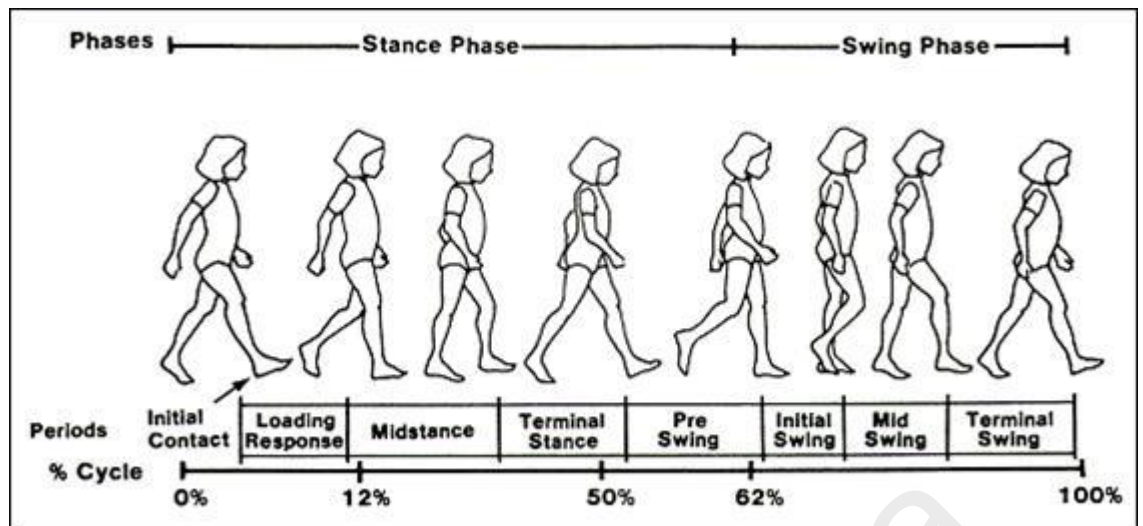 Phases Stance Phase Swing Phase
Initial Contact
Loading Response
Midstance
Terminal Stance
Pre Swing
Initial Swing
Mid Swing
Terminal Swing
Periods
% Cycle
0% 12% 50% 62% 100%